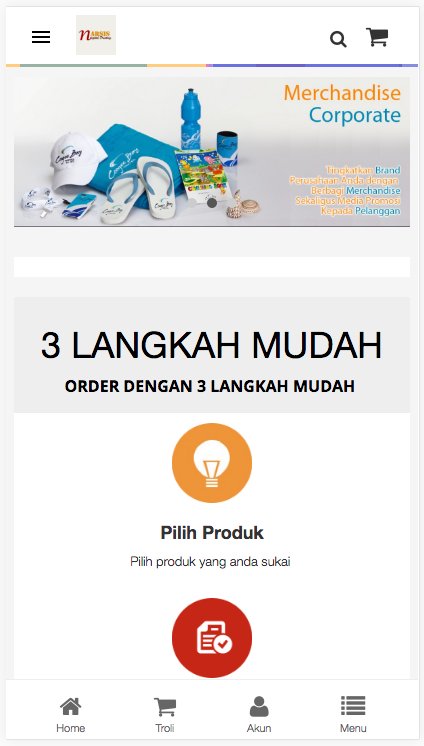 NARSIS
Merchandise
Corporate
Tingkatkan Brand
Perusahaan Anda dengan
Berbagi Merchandise
Sekaligus Media Promosi
Kepada Pelanggan
3 LANGKAH MUDAH
ORDER DENGAN 3 LANGKAH MUDAH
Pilih Produk
Pilih produk yang anda sukai
Home
Troli
Akun
Menu